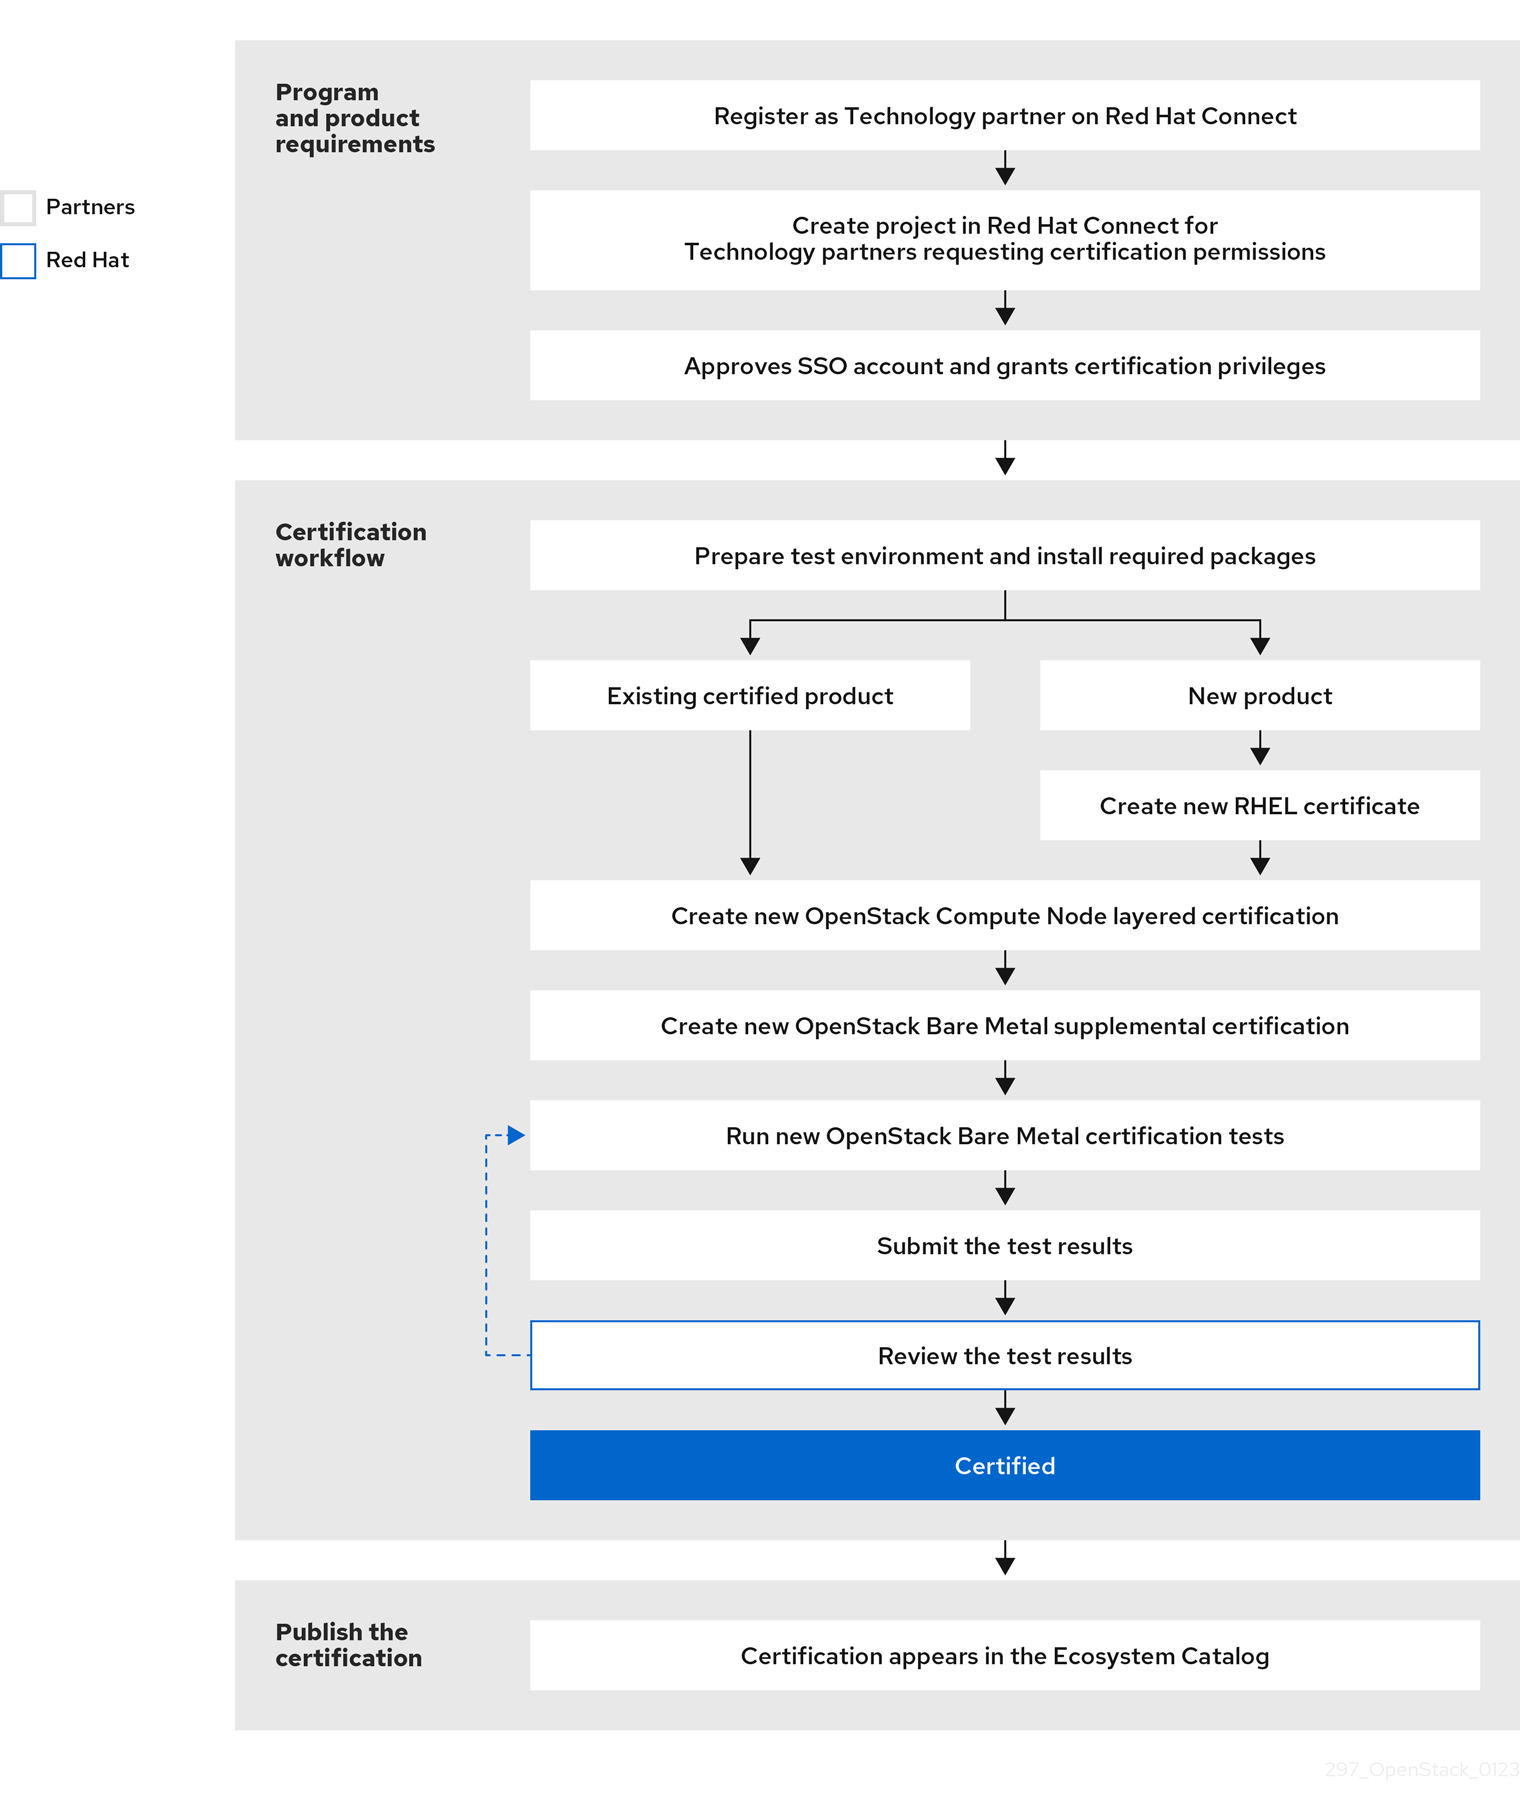 Program
and product
requirements
Register as Technology partner on Red Hat Connect
Partners
Red Hat
Create project in Red Hat Connect for
Technology partners requesting certification permissions
Approves SSO account and grants certification privileges
Certification
workflow
Prepare test environment and install required packages
Existing certified product
New product
Create new RHEL certificate
Create new OpenStack Compute Node layered certification
Create new OpenStack Bare Metal supplemental certification
Run new OpenStack Bare Metal certification tests
Submit the test results
Review the test results
Certified
Publish the
certification
Certification appears in the Ecosystem Catalog
297_OpenStack_0123